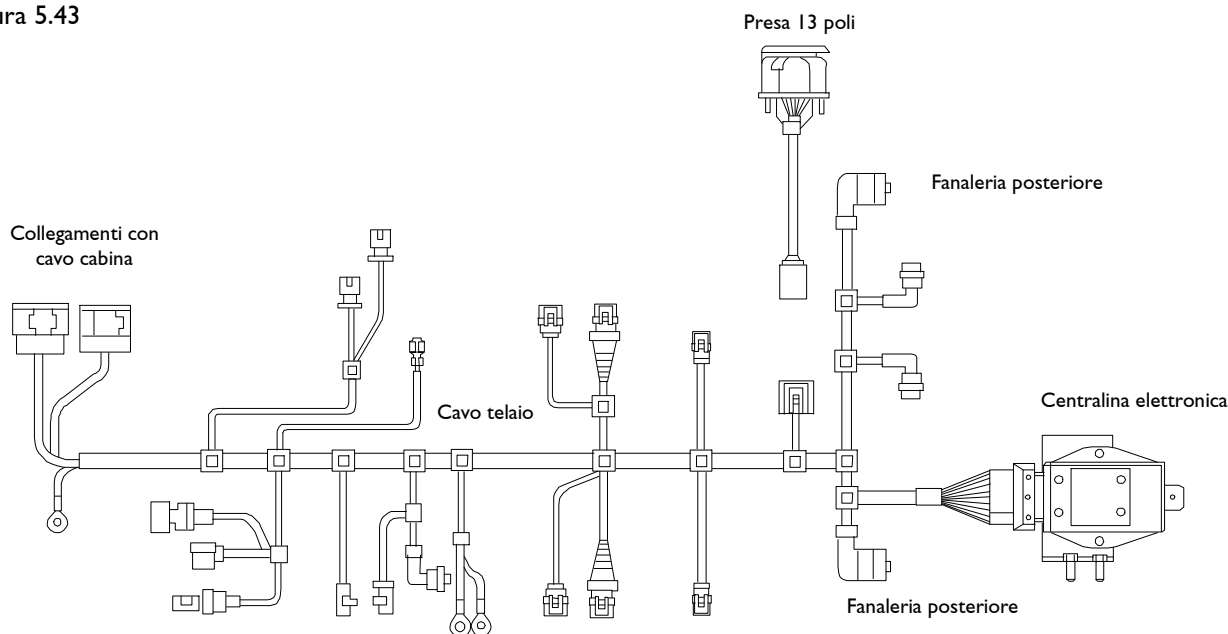 ura 5.43
Presa 13 poli
Fanaleria posteriore
Collegamenti con
cavo cabina
Cavo telaio
Centralina elettronica
Fanaleria posteriore